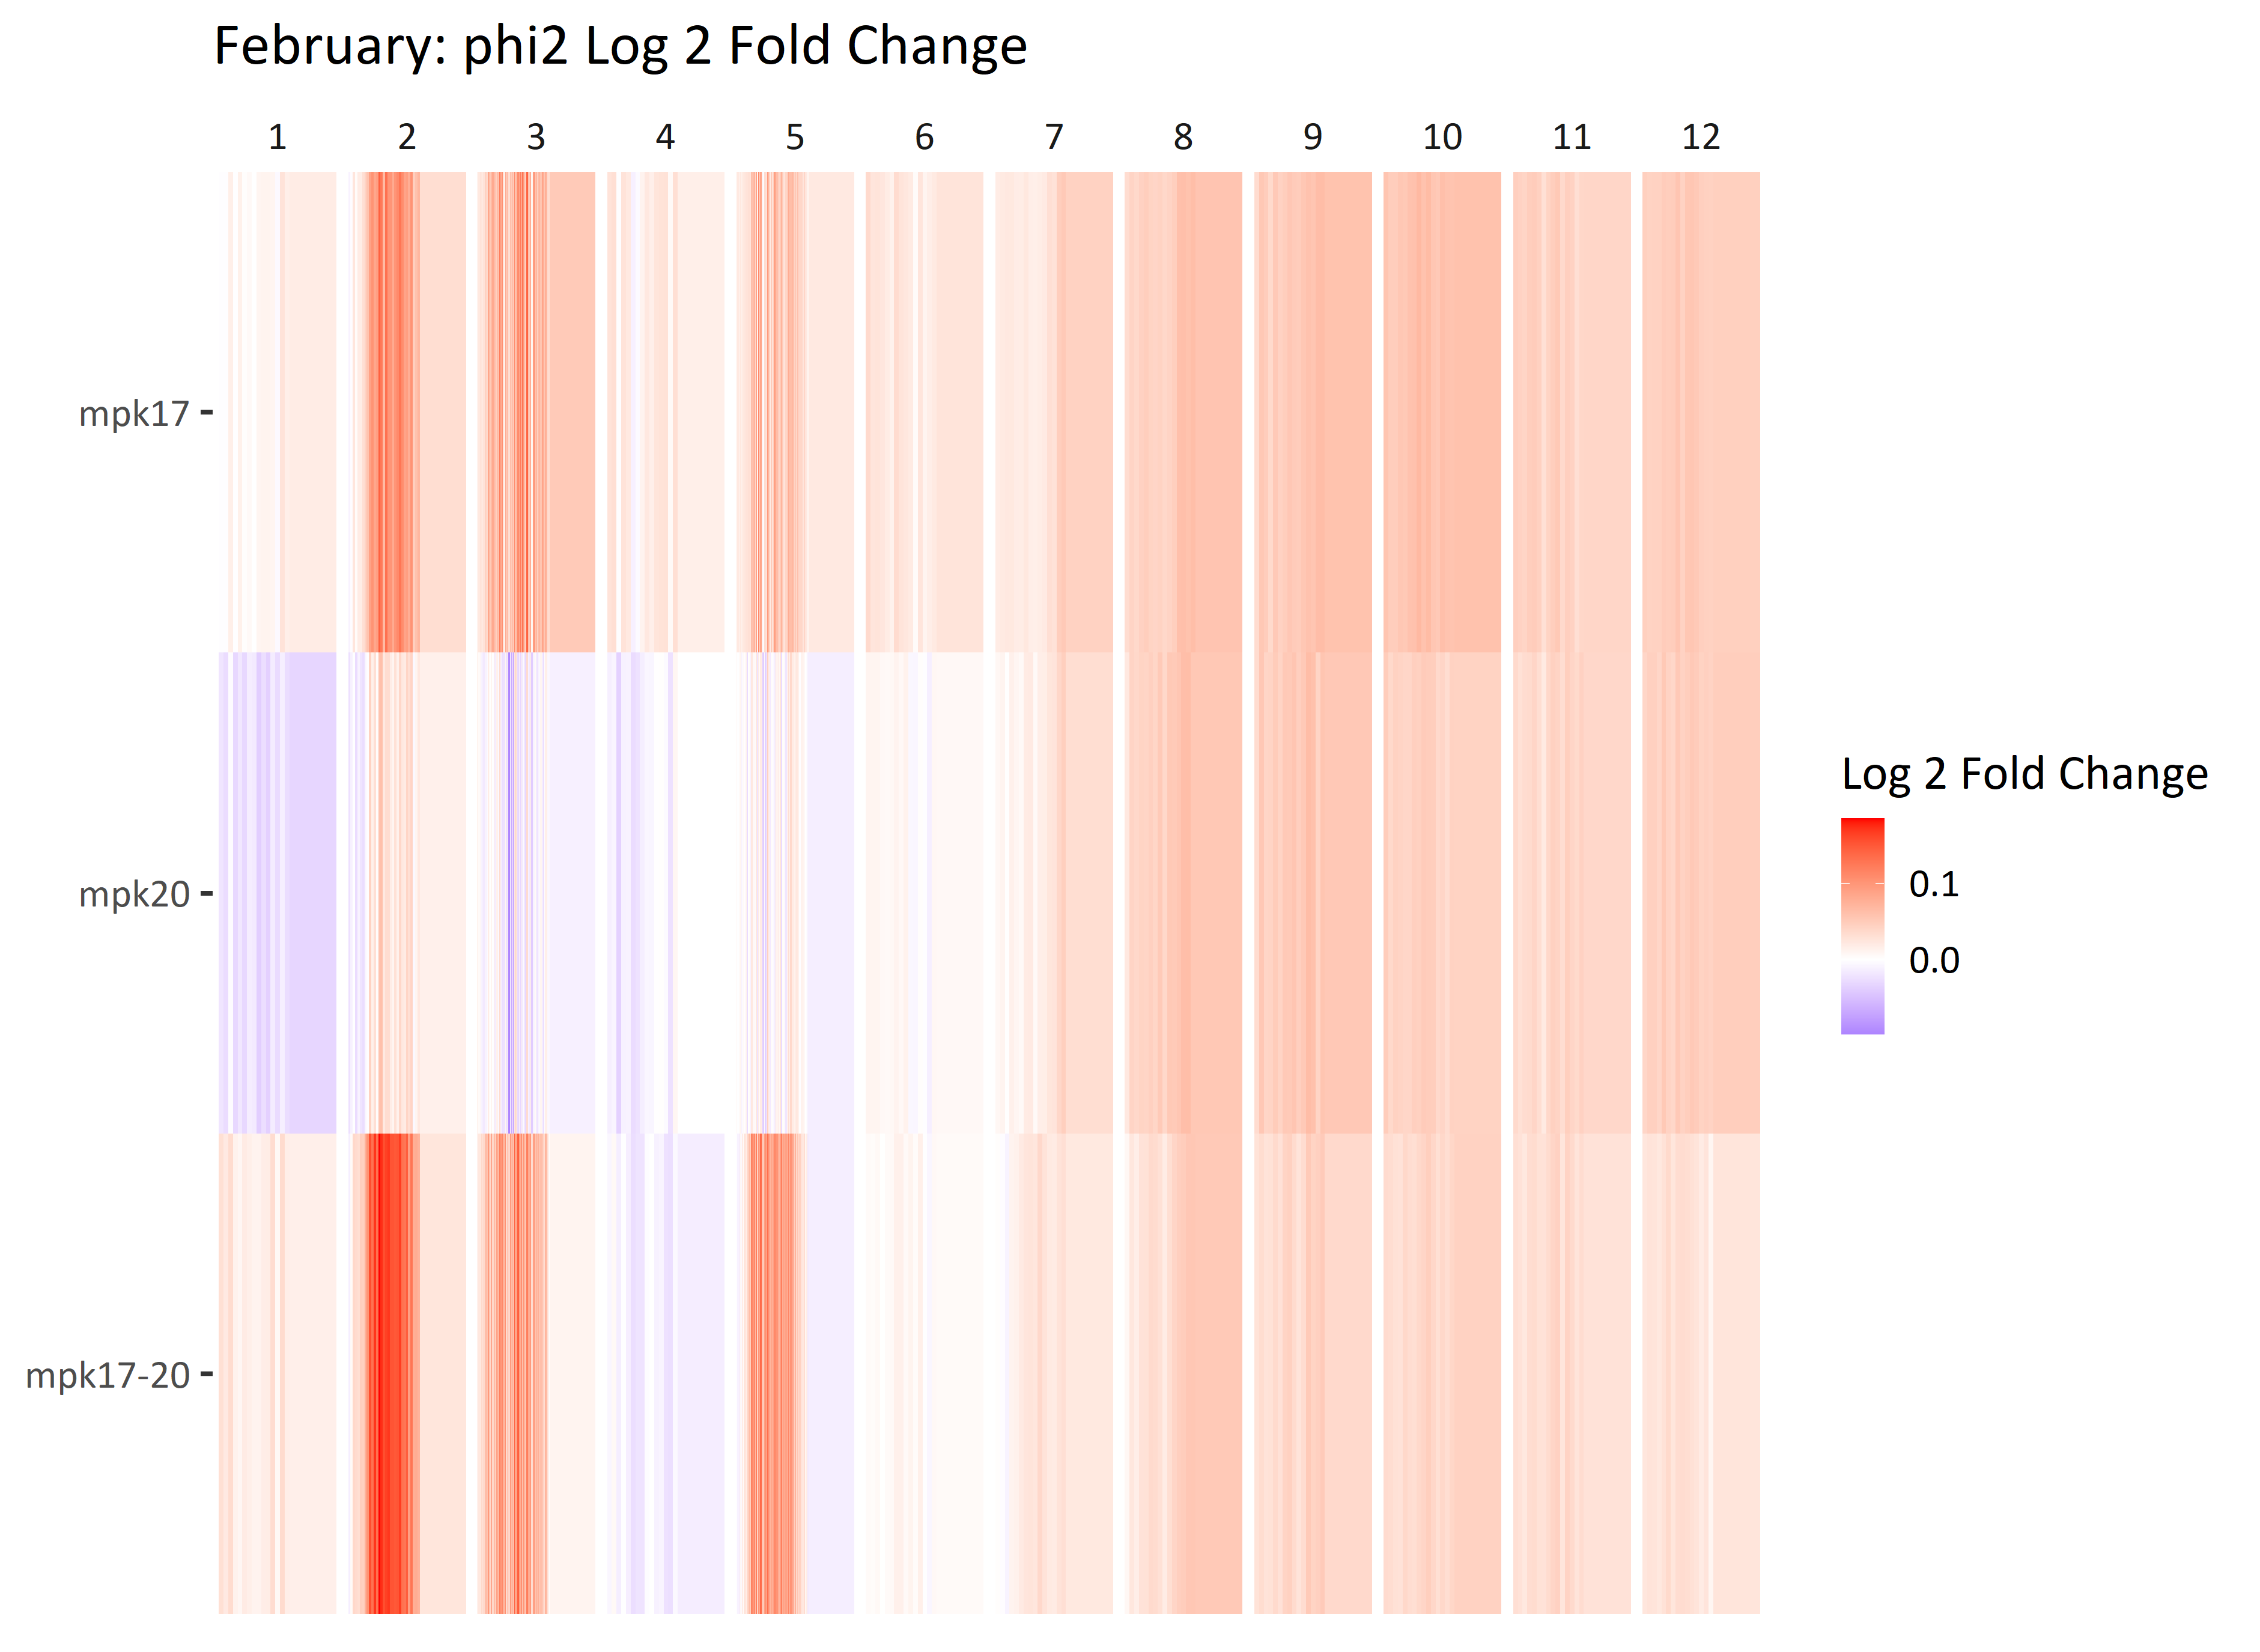 February: phi2 Log 2 Fold Change
1 2 3 4 5 6 7 8 9 10 11 12
mpk17
mpk20
mpk17-20
Log 2 Fold Change
0.1
0.0